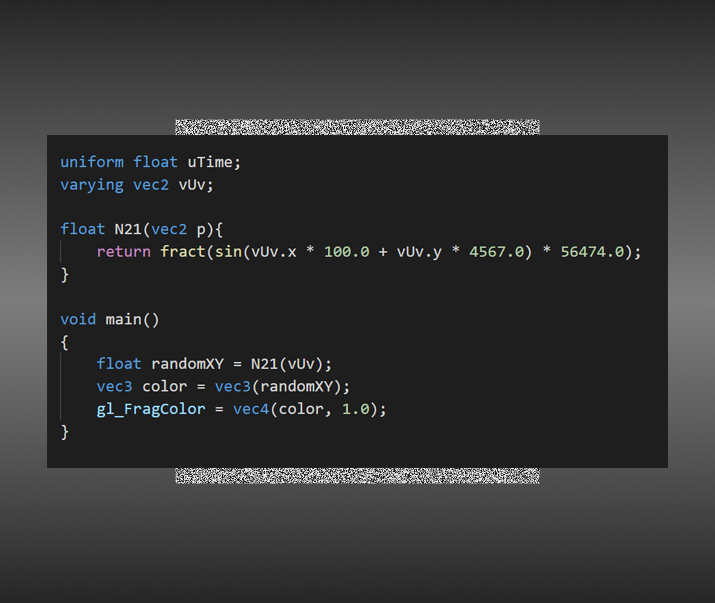 uniform float uTime;
varying vec2 vUv;
float N21(vec2 p){
    return fract(sin(vUv.x * 100.0 + vUv.y * 4567.0) * 56474.0);
}
void main()
{
    float randomXY = N21(vUv);
    vec3 color = vec3(randomXY);
    gl_FragColor = vec4(color, 1.0);
}